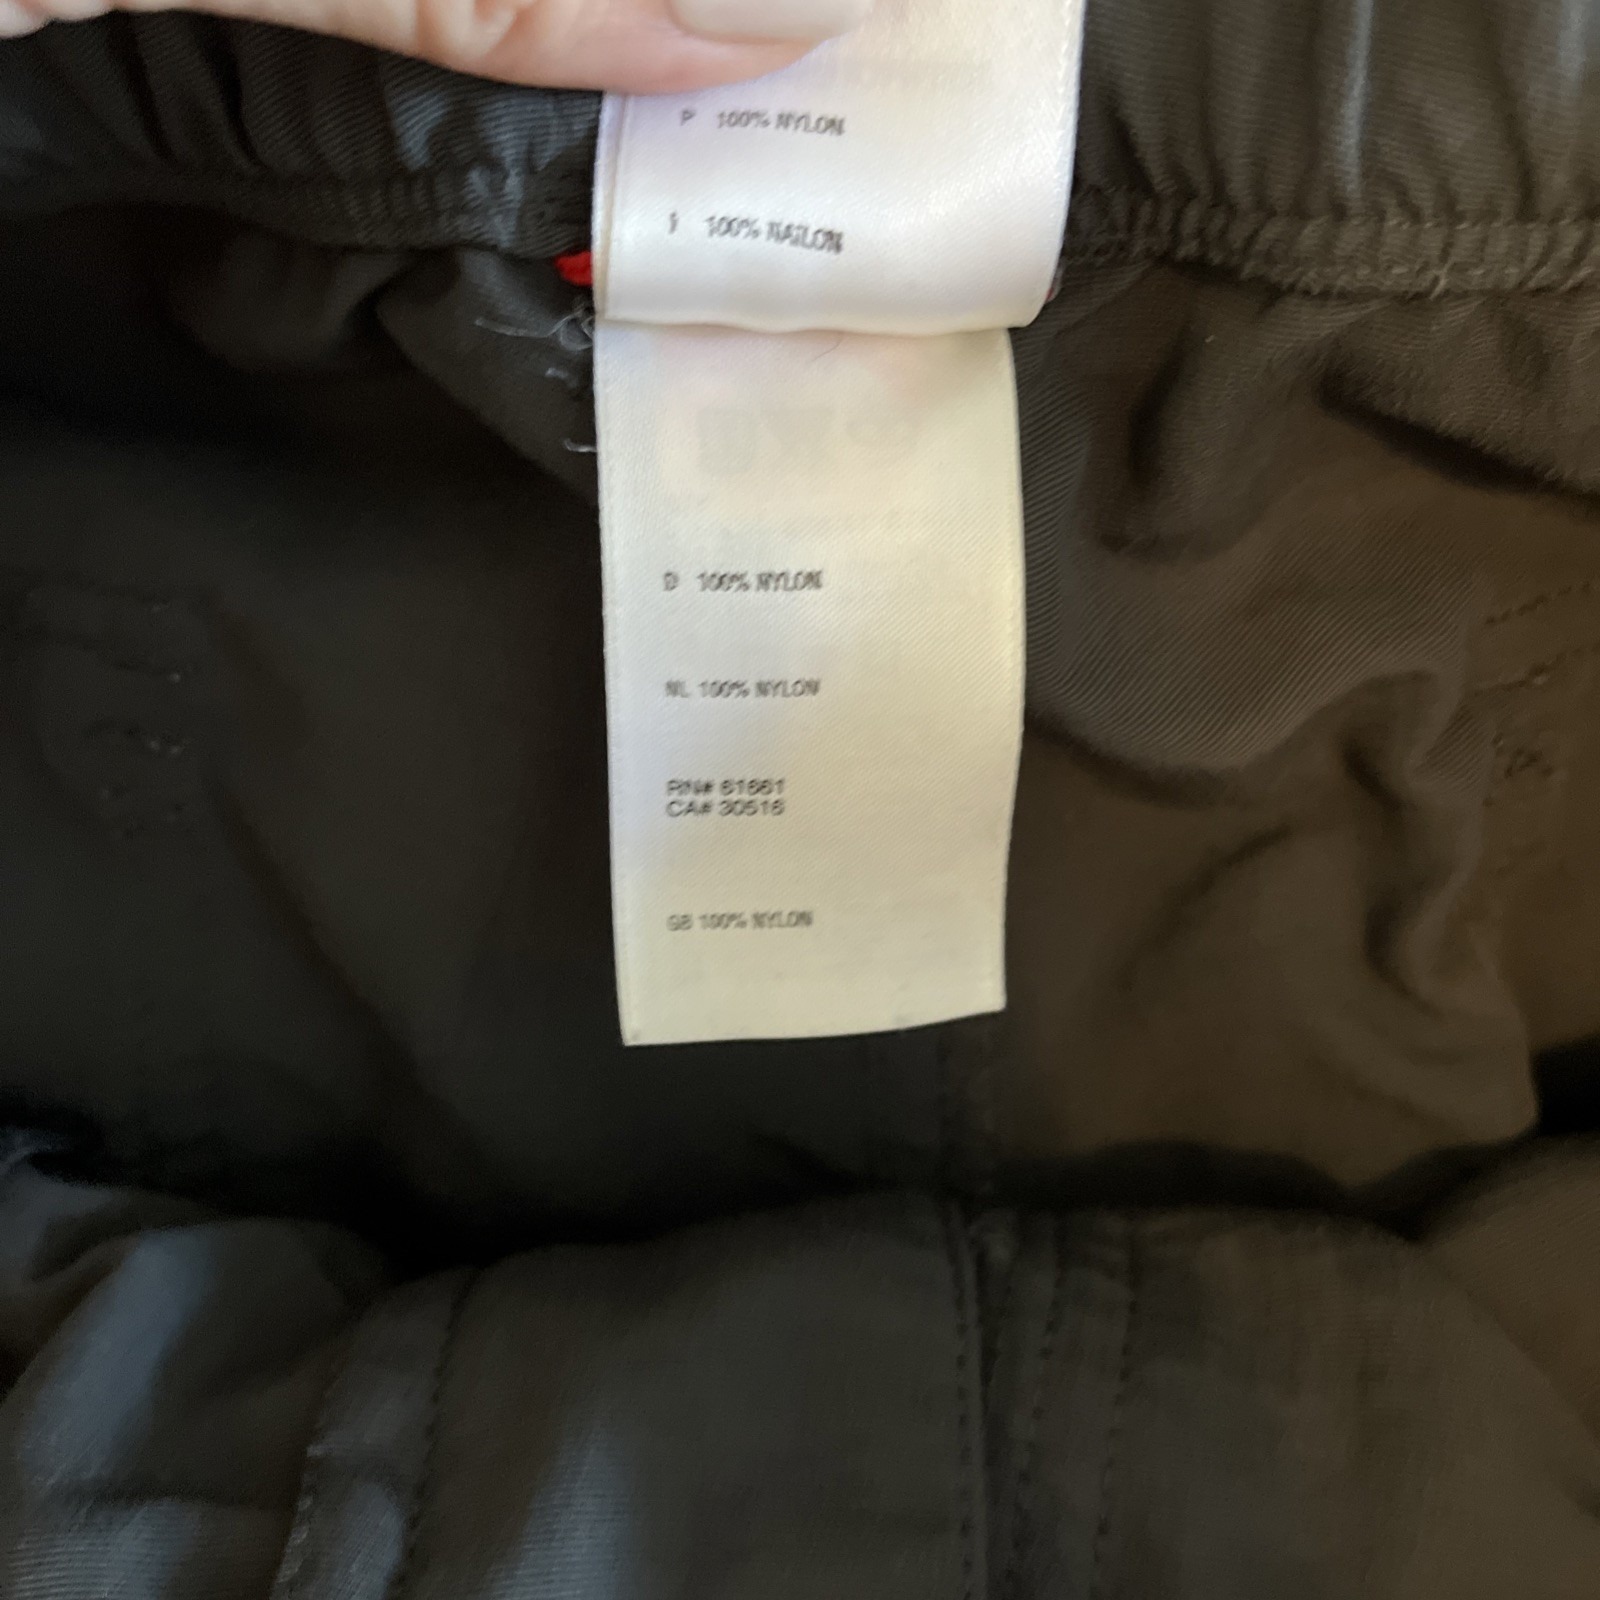 P 100% NYLON
100% NAILON
D 100% NYLON
NL 100% NYLON
RN# 61661
CA# 30516
GB 100% NYLON